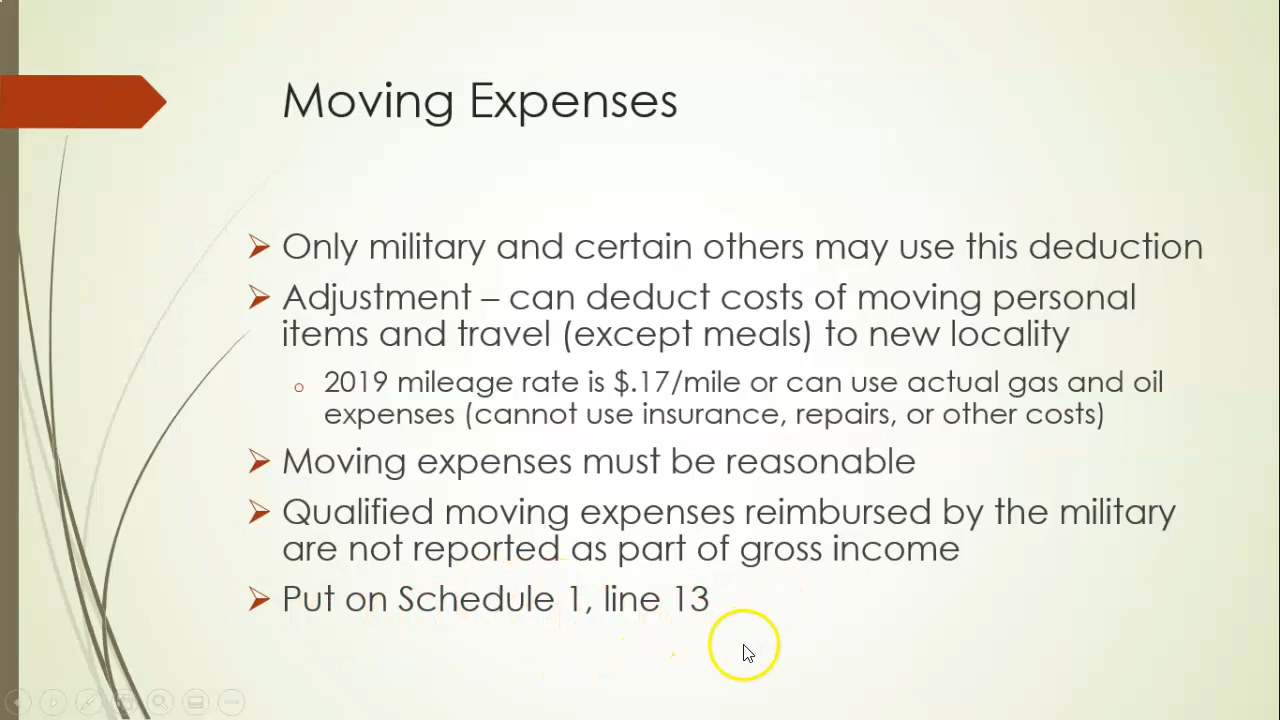 Moving Expenses
Only military and certain others may use this deduction
Adjustment – can deduct costs of moving personal
items and travel (except meals) to new locality
2019 mileage rate is $.17/mile or can use actual gas and oil
expenses (cannot use insurance, repairs, or other costs)
Moving expenses must be reasonable
Qualified moving expenses reimbursed by the military
are not reported as part of gross income
Put on Schedule 1, line 13